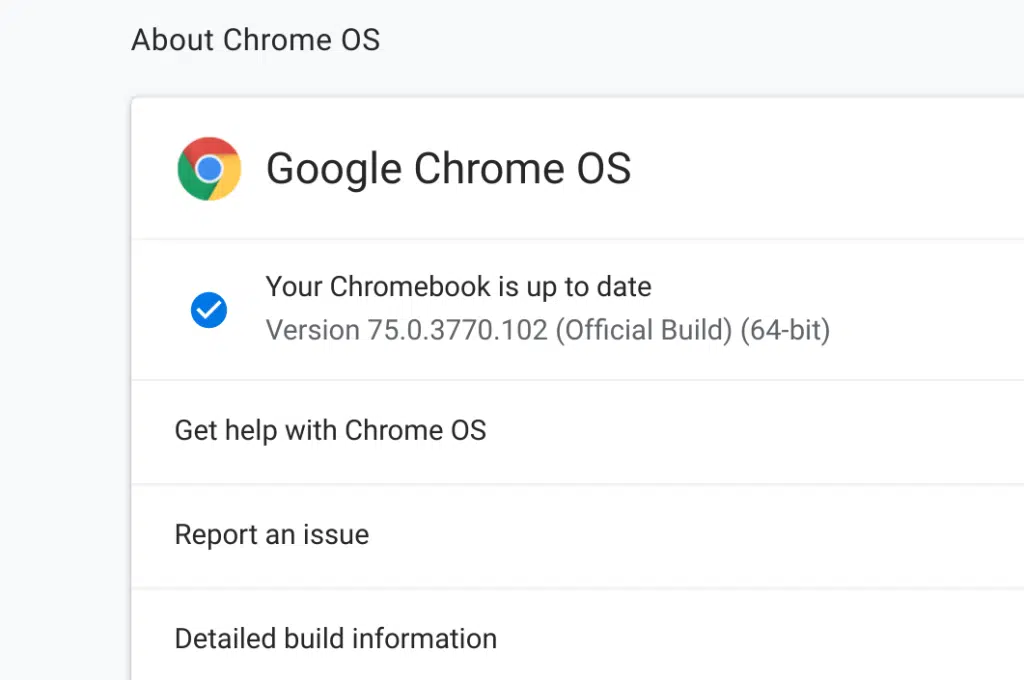 About Chrome OS
Google Chrome OS
Your Chromebook is up to date
Version 75.0.3770.102 (Official Build) (64-bit)
Get help with Chrome OS
Report an issue
Detailed build information